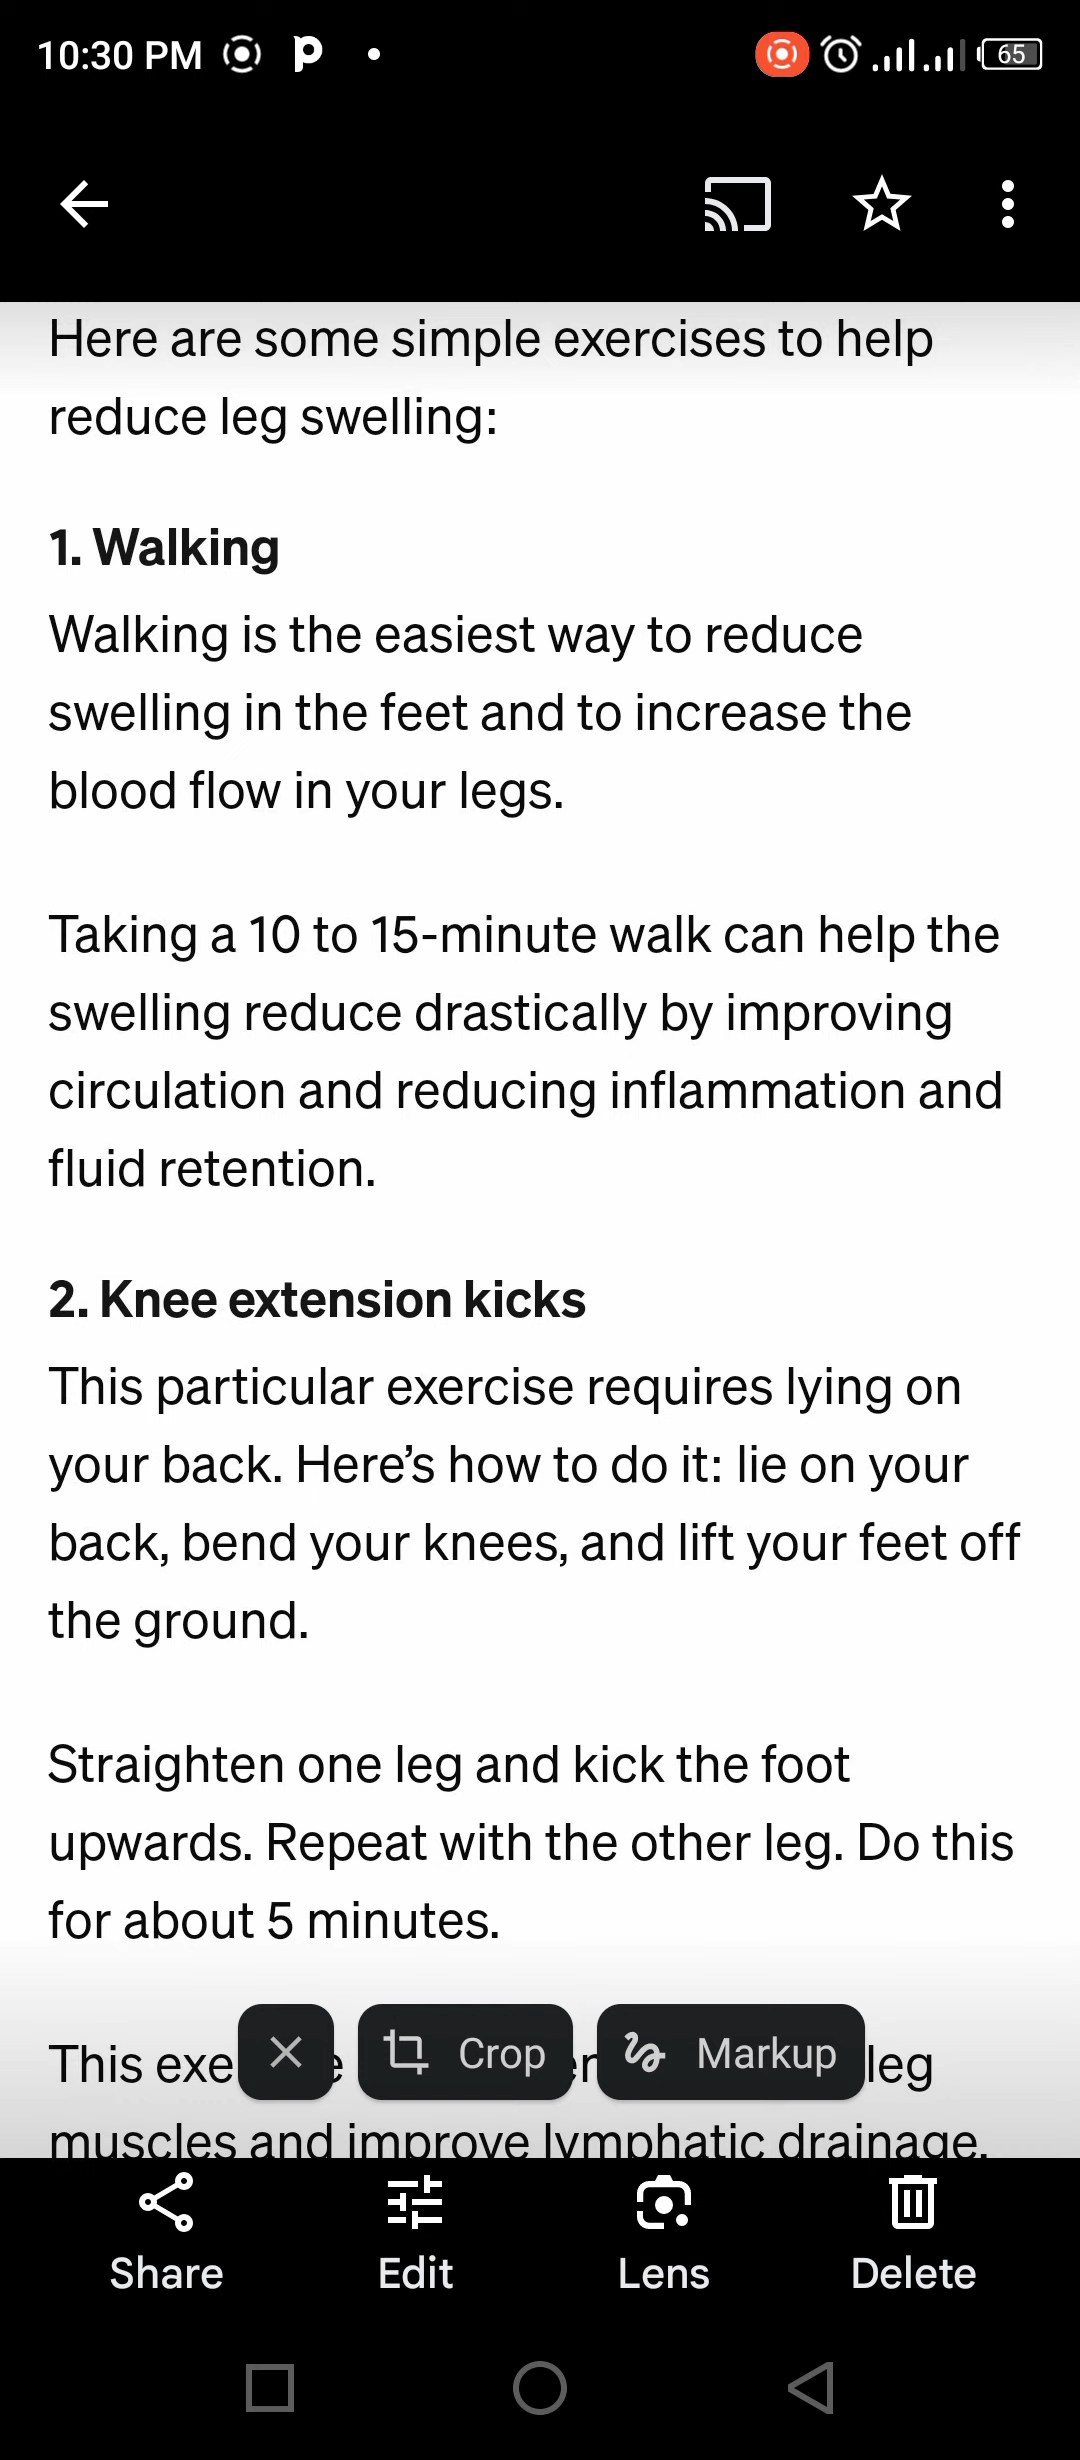 10:30 PM
65
Here are some simple exercises to help
reduce leg swelling:
1. Walking
Walking is the easiest way to reduce
swelling in the feet and to increase the
blood flow in your legs.
Taking a 10 to 15-minute walk can help the
swelling reduce drastically by improving
circulation and reducing inflammation and
fluid retention.
2. Knee extension kicks
This particular exercise requires lying on
your back. Here’s how to do it: lie on your
back, bend your knees, and lift your feet off
the ground.
Straighten one leg and kick the foot
upwards. Repeat with the other leg. Do this
for about 5 minutes.
This leg
Crop Markup
muscles and improve lymphatic drainage.
Share Edit Lens Delete